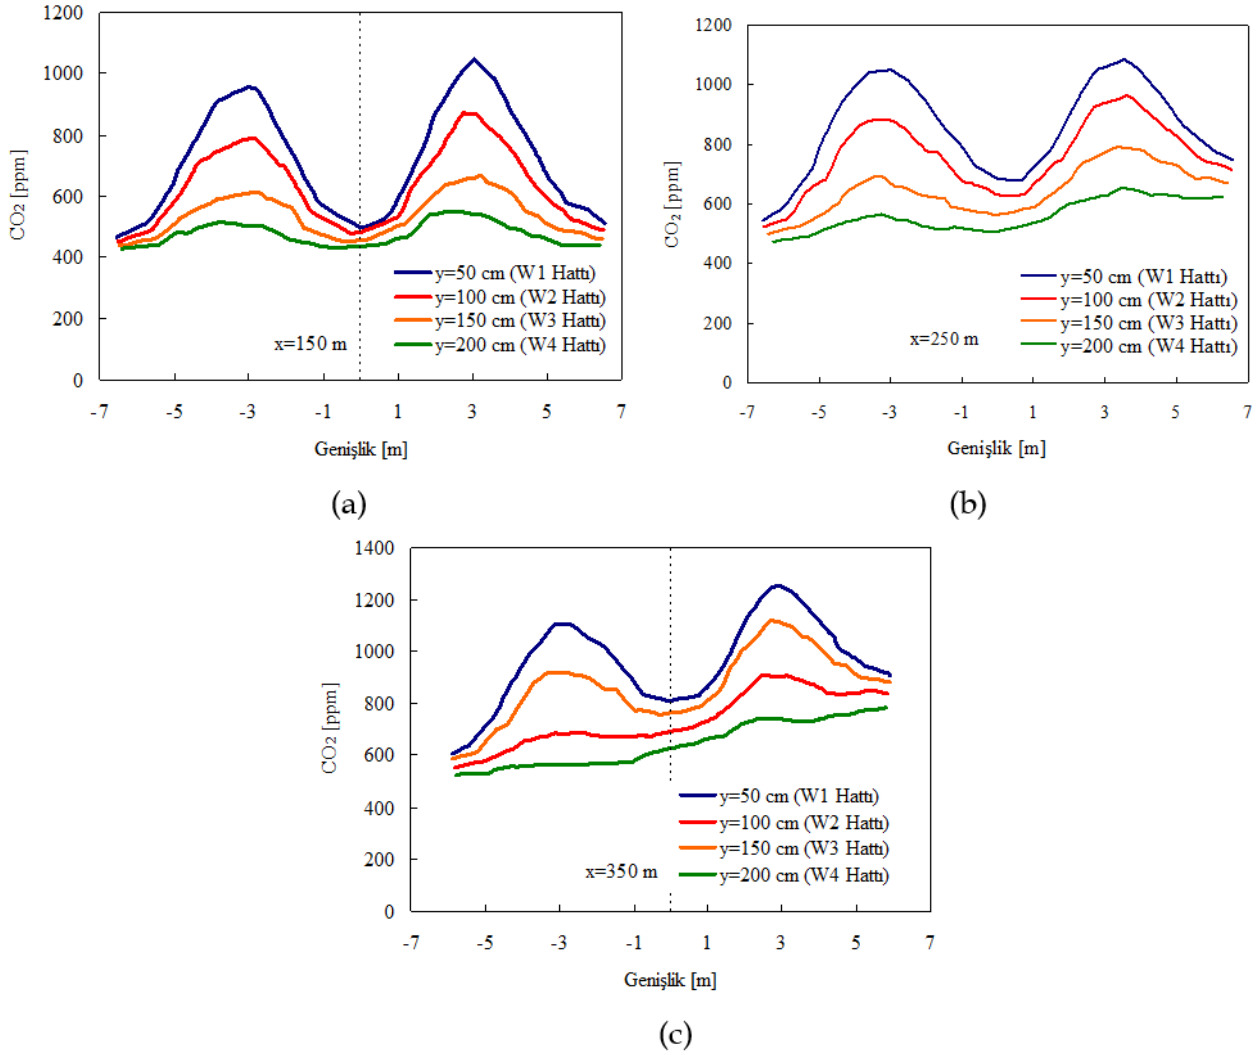 1200
1000
800
600
400
200
0
CO2 [ppm]
y=50 cm (W1 Hattı)
y=100 cm (W2 Hattı)
y=150 cm (W3 Hattı)
y=200 cm (W4 Hattı)
x=150 m
-7 -5 -3 -1 1 3 5 7
Genişlik [m]
(a)
1200
1000
800
600
400
200
0
CO2 [ppm]
y=50 cm (W1 Hattı)
y=100 cm (W2 Hattı)
y=150 cm (W3 Hattı)
y=200 cm (W4 Hattı)
x=250 m
-7 -5 -3 -1 1 3 5 7
Genişlik [m]
(b)
1400
1200
1000
800
600
400
200
0
CO2 [ppm]
y=50 cm (W1 Hattı)
y=100 cm (W2 Hattı)
y=150 cm (W3 Hattı)
y=200 cm (W4 Hattı)
x=350 m
-7 -5 -3 -1 1 3 5 7
Genişlik [m]
(c)